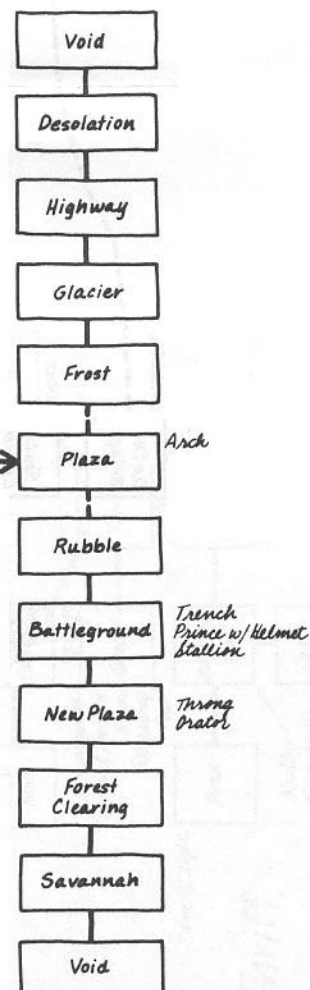 Void
Desolation
Highway
Glacier
Frost
Plaza
Arch
Rubble
Battleground
Trench
Prince w/ Helmet
Stallion
New Plaza
Throng
Orator
Forest
Clearing
Savannah
Void